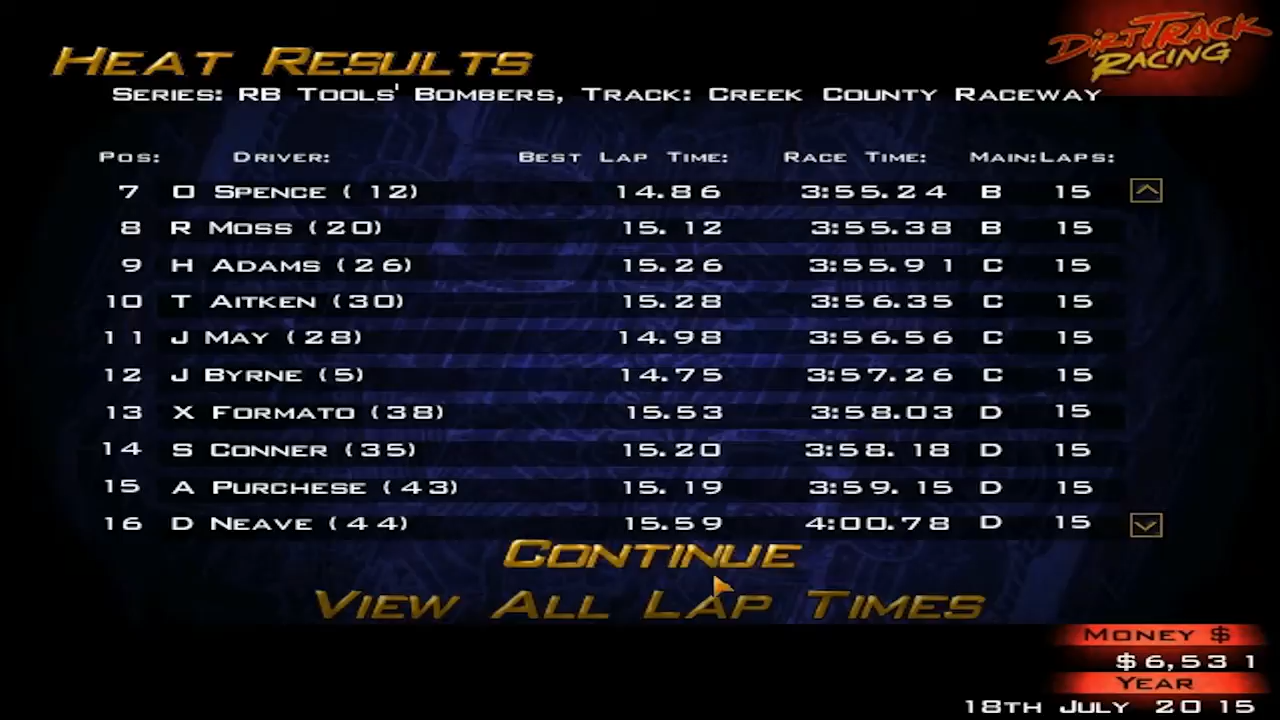 DIRT TRACK
RACING
HEAT RESULTS
SERIES: RB TOOLS' BOMBERS, TRACK: CREEK COUNTY RACEWAY
POS: DRIVER: BEST LAP TIME: RACE TIME: MAIN: LAPS:
7 O SPENCE (12) 14.86 3:55.24 B 15
8 R MOSS (20) 15.12 3:55.38 B 15
9 H ADAMS (26) 15.26 3:55.91 C 15
10 T AITKEN (30) 15.28 3:56.35 C 15
11 J MAY (28) 14.98 3:56.56 C 15
12 J BYRNE (5) 14.75 3:57.26 C 15
13 X FORMATO (38) 15.53 3:58.03 D 15
14 S CONNER (35) 15.20 3:58.18 D 15
15 A PURCHESE (43) 15.19 3:59.15 D 15
16 D NEAVE (44) 15.59 4:00.78 D 15
CONTINUE
VIEW ALL LAP TIMES
MONEY $
$6,531
YEAR
18TH JULY 2015